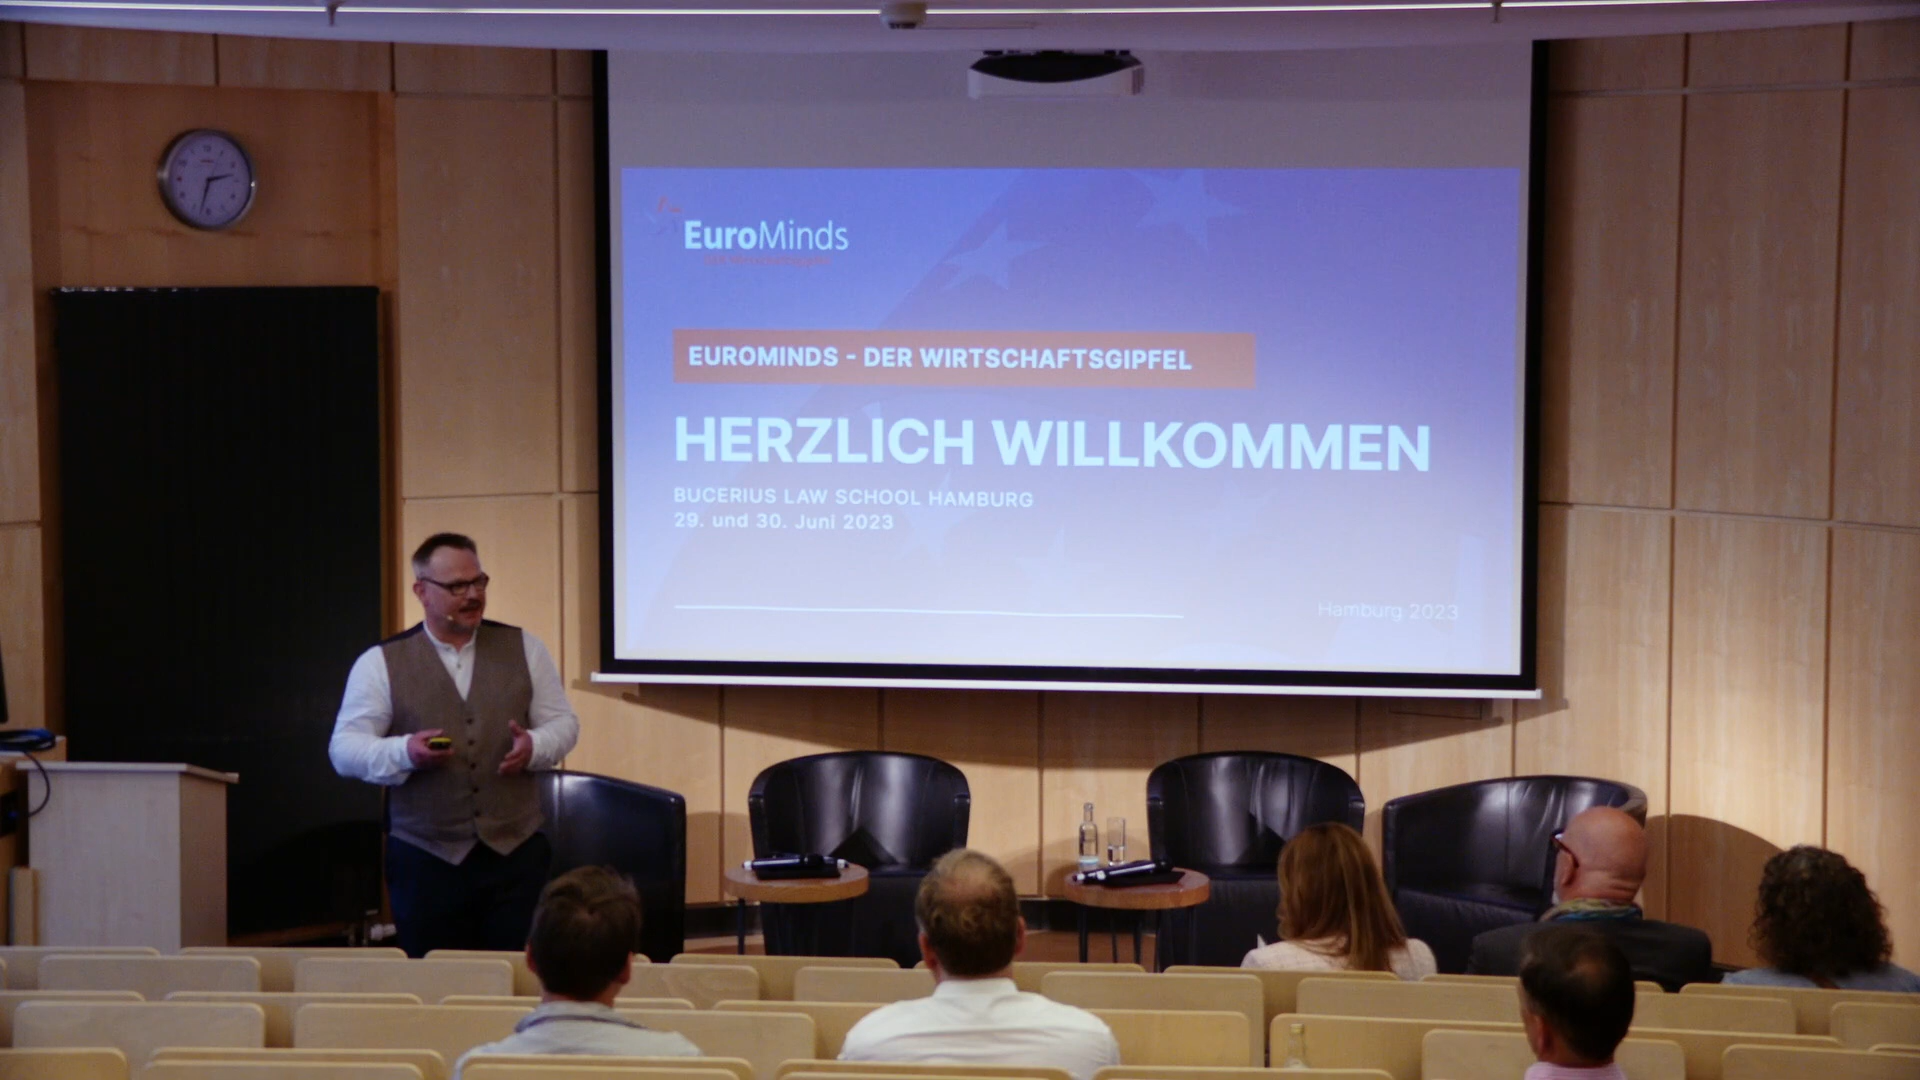 EuroMinds
EUROMINDS - DER WIRTSCHAFTSGIPFEL
HERZLICH WILLKOMMEN
BUCERIUS LAW SCHOOL HAMBURG
29. und 30. Juni 2023
Hamburg 2023